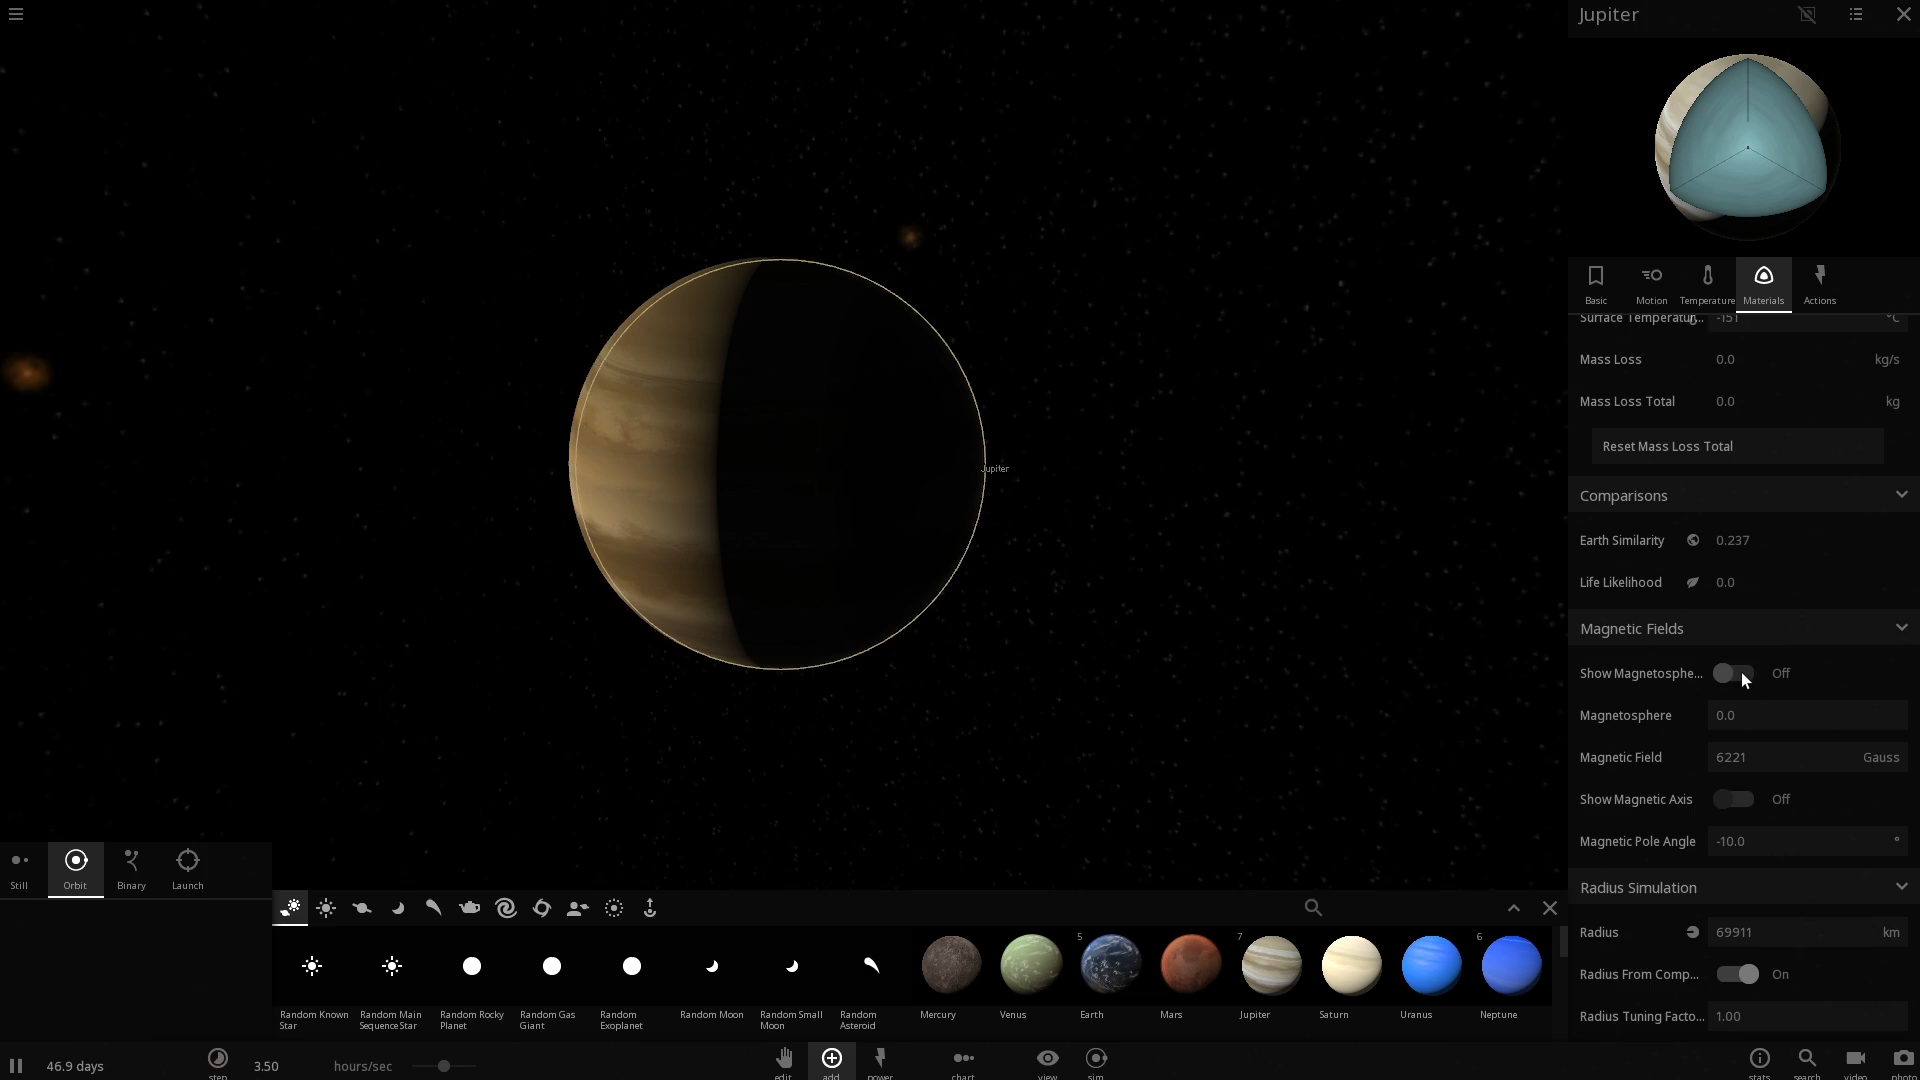 Jupiter
Basic
Motion
Temperature
Materials
Actions
Surface Temperatur... -151 °C
Mass Loss 0.0 kg/s
Mass Loss Total 0.0 kg
Reset Mass Loss Total
Comparisons
Earth Similarity 0.237
Life Likelihood 0.0
Magnetic Fields
Show Magnetosphe... Off
Magnetosphere 0.0
Magnetic Field 6221 Gauss
Show Magnetic Axis Off
Magnetic Pole Angle -10.0 °
Radius Simulation
Radius 69911 km
Radius From Comp... On
Radius Tuning Facto... 1.00
Jupiter
Still
Orbit
Binary
Launch
5
7
6
Random Known
Star
Random Main
Sequence Star
Random Rocky
Planet
Random Gas
Giant
Random
Exoplanet
Random Moon
Random Small
Moon
Random
Asteroid
Mercury
Venus
Earth
Mars
Jupiter
Saturn
Uranus
Neptune
46.9 days
step
3.50 hours/sec
edit
add
power
chart
view
sim
stats
search
video
photo